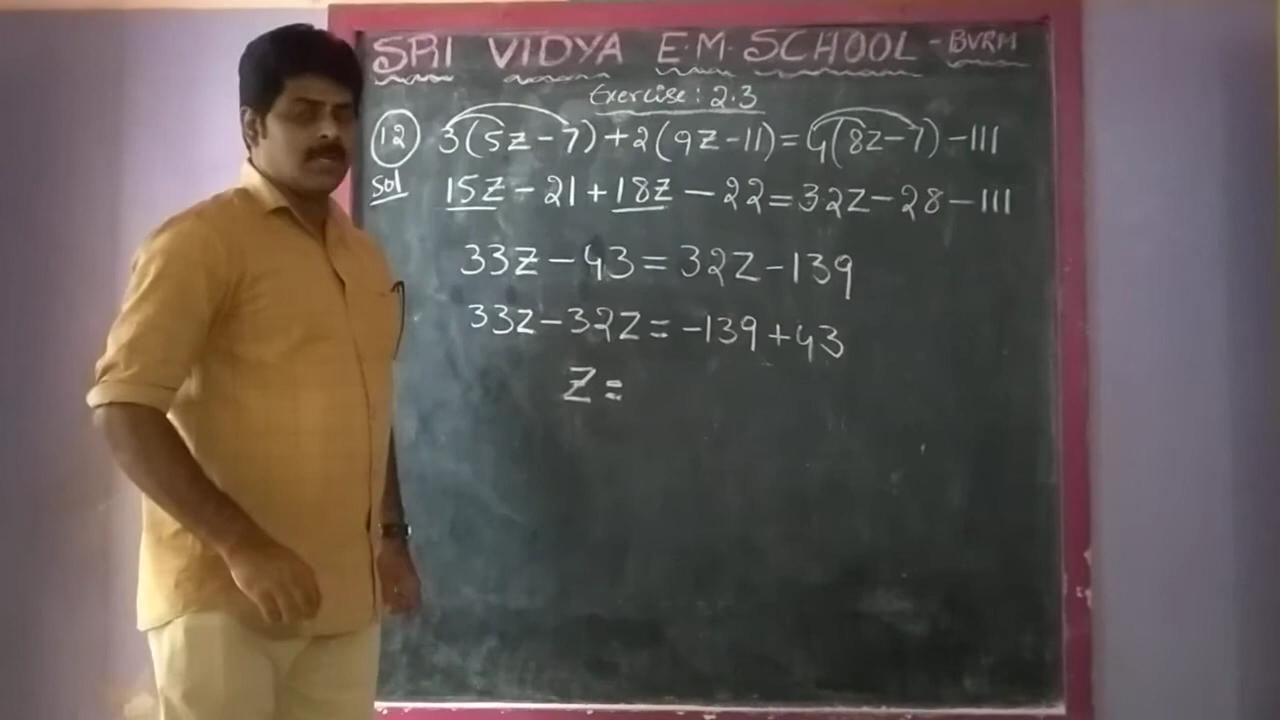 SRI VIDYA E.M. SCHOOL - BVRM
Exercise: 2.3
12 3(5z-7)+2(9z-11)=4(8z-7)-111
Sol 15z-21+18z-22=32z-28-111
33z-43=32z-139
33z-32z=-139+43
z=